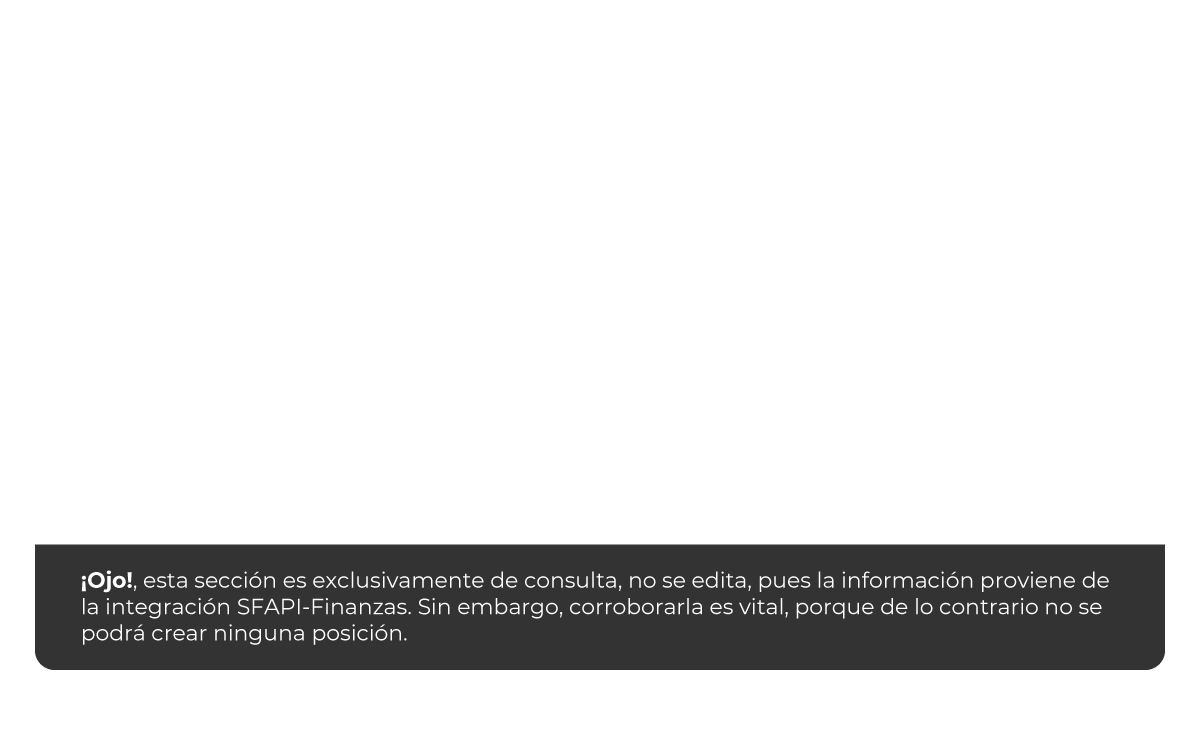 ¡Ojo!, esta sección es exclusivamente de consulta, no se edita, pues la información proviene de
la integración SFAPI-Finanzas. Sin embargo, corroborarla es vital, porque de lo contrario no se
podrá crear ninguna posición.